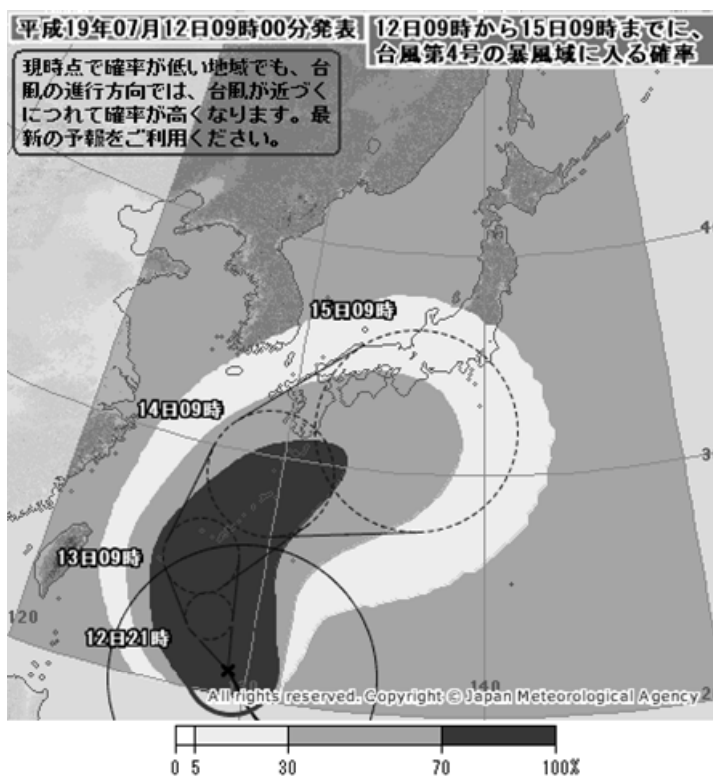 平成19年07月12日09時00分発表
12日09時から15日09時までに、
台風第4号の暴風域に入る確率
現時点で確率が低い地域でも、台
風の進行方向では、台風が近づく
につれて確率が高くなります。最
新の予報をご利用ください。
4
15日09時
14日09時
3
13日09時
120
12日21時
140
2
All rights reserved. Copyright © Japan Meteorological Agency
0 5 30 70 100%